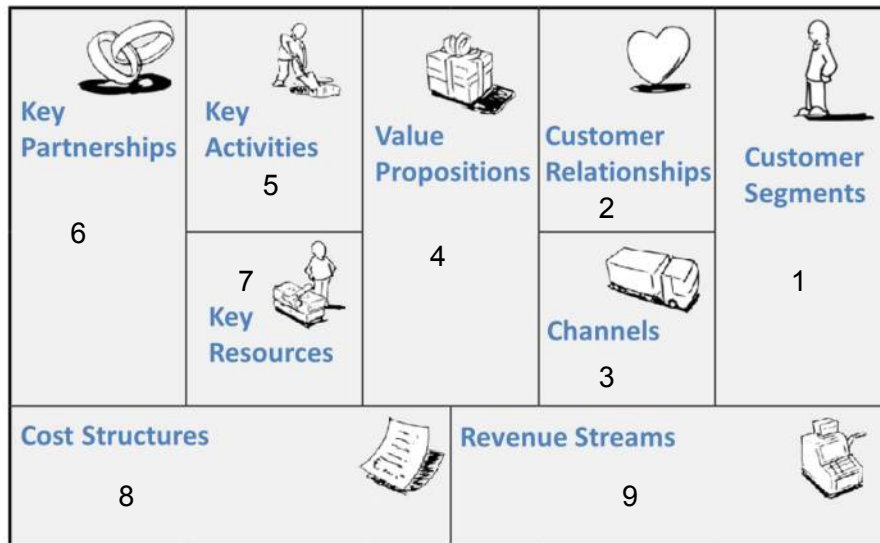 Key
Partnerships
6
Key
Activities
5
7
Key
Resources
Value
Propositions
4
Customer
Relationships
2
Channels
3
Customer
Segments
1
Cost Structures
8
Revenue Streams
9